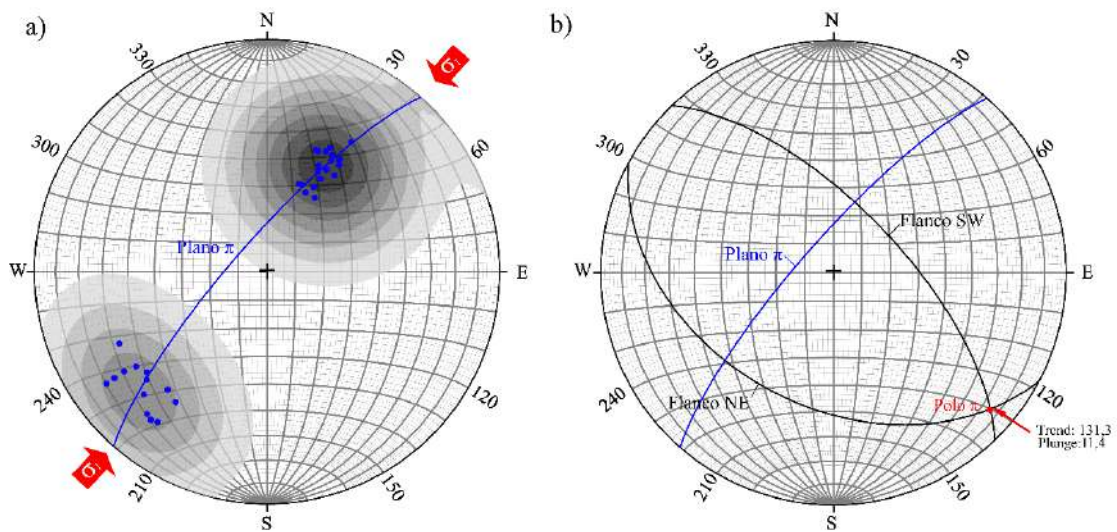 a)
N
30
60
E
120
150
S
210
240
W
300
330
σ₁
σ₁
Plano π
b)
N
30
60
E
120
150
S
210
240
W
300
330
Flanco SW
Plano π
Flanco NE
Polo π
Trend: 131,3
Plunge:11,4